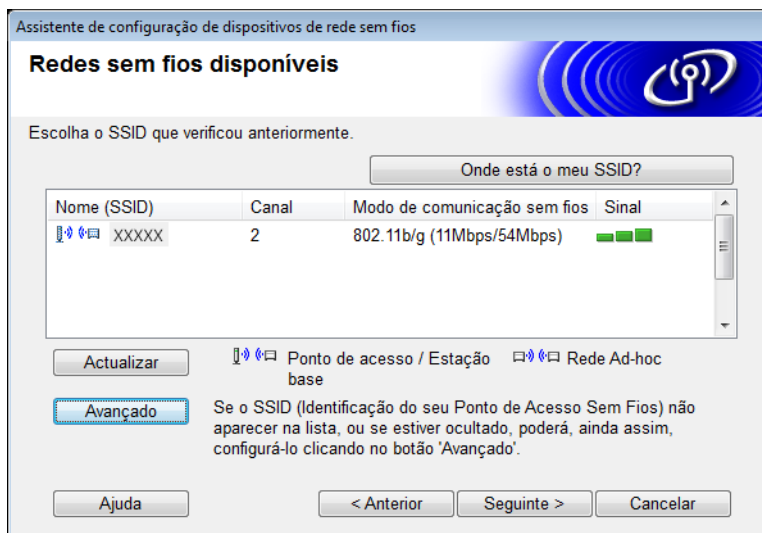 Assistente de configuração de dispositivos de rede sem fios
Redes sem fios disponíveis
Escolha o SSID que verificou anteriormente.
Onde está o meu SSID?
Nome (SSID) Canal Modo de comunicação sem fios Sinal
XXXXX 2 802.11b/g (11Mbps/54Mbps)
Actualizar
Ponto de acesso / Estação base
Rede Ad-hoc
Avançado
Se o SSID (Identificação do seu Ponto de Acesso Sem Fios) não
aparecer na lista, ou se estiver ocultado, poderá, ainda assim,
configurá-lo clicando no botão 'Avançado'.
Ajuda
< Anterior
Seguinte >
Cancelar